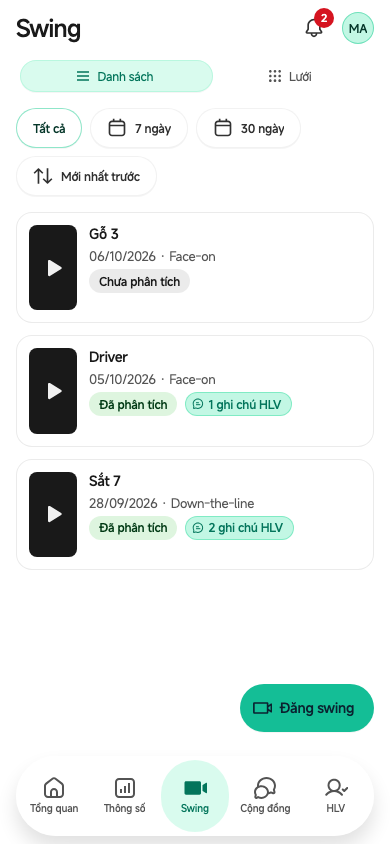 Swing
2
MA
Danh sách
Lưới
Tất cả
7 ngày
30 ngày
Mới nhất trước
Gỗ 3
06/10/2026 · Face-on
Chưa phân tích
Driver
05/10/2026 · Face-on
Đã phân tích
1 ghi chú HLV
Sắt 7
28/09/2026 · Down-the-line
Đã phân tích
2 ghi chú HLV
Đăng swing
Tổng quan
Thông số
Swing
Cộng đồng
HLV